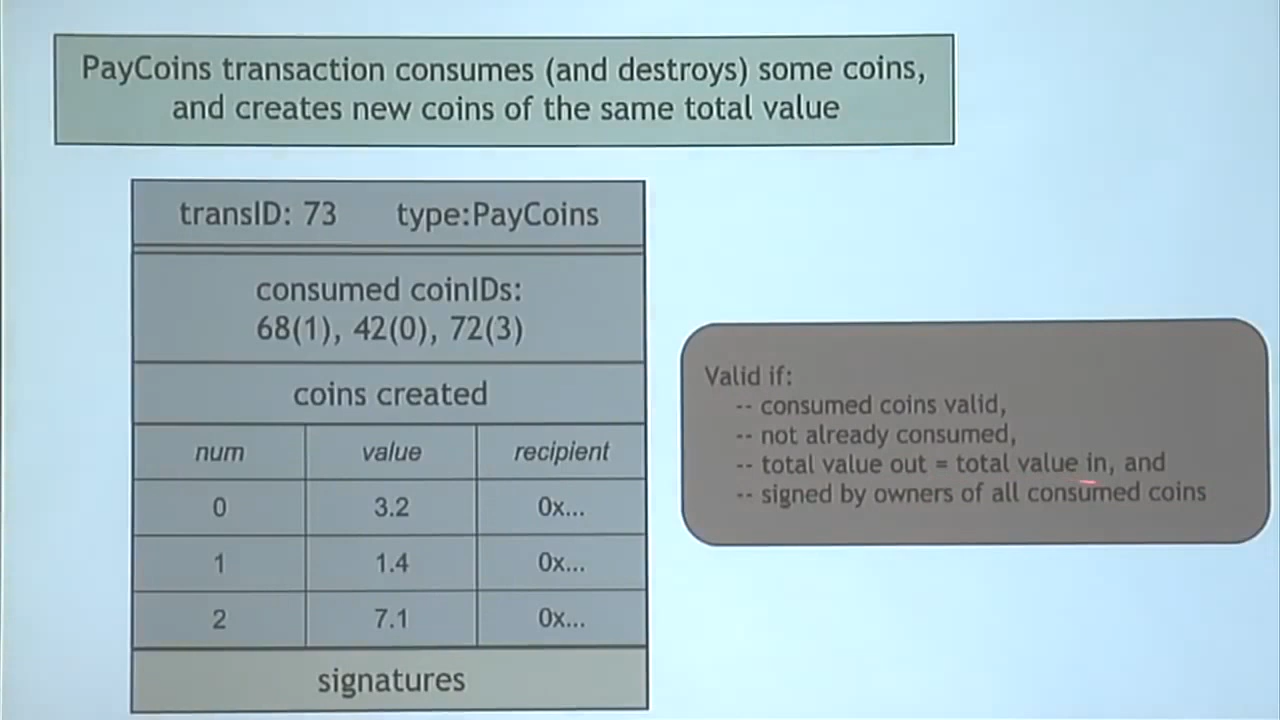 PayCoins transaction consumes (and destroys) some coins,
and creates new coins of the same total value
transID: 73 type:PayCoins
consumed coinIDs:
68(1), 42(0), 72(3)
coins created
num value recipient
0 3.2 0x...
1 1.4 0x...
2 7.1 0x...
signatures
Valid if:
-- consumed coins valid,
-- not already consumed,
-- total value out = total value in, and
-- signed by owners of all consumed coins